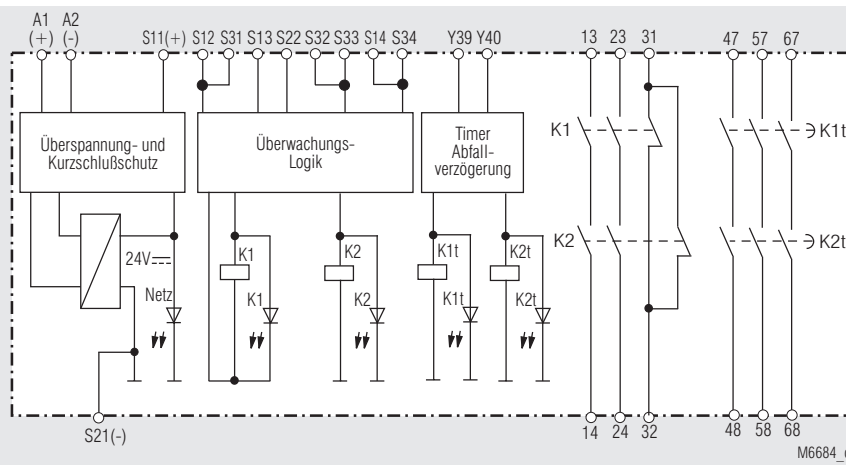 A1 A2
(+) (-) S11(+) S12 S31 S13 S22 S32 S33 S14 S34 Y39 Y40 13 23 31 47 57 67
Überspannung- und
Kurzschlußschutz
Überwachungs-
Logik
Timer
Abfall-
verzögerung
K1 K1t
K2 K2t
24V
Netz
K1 K2 K1t K2t
K1 K2 K1t K2t
S21(-) 14 24 32 48 58 68